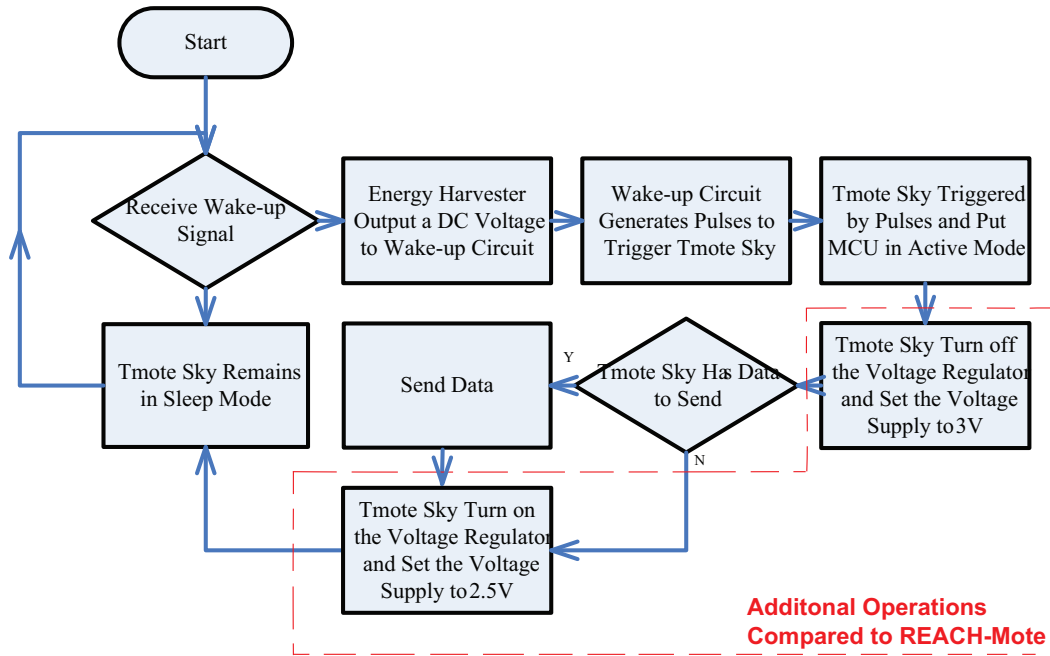 Start
Receive Wake-up
Signal
Energy Harvester
Output a DC Voltage
to Wake-up Circuit
Wake-up Circuit
Generates Pulses to
Trigger Tmote Sky
Tmote Sky Triggered
by Pulses and Put
MCU in Active Mode
Tmote Sky Turn off
the Voltage Regulator
and Set the Voltage
Supply to 3V
Tmote Sky Has Data
to Send
Y
N
Send Data
Tmote Sky Remains
in Sleep Mode
Tmote Sky Turn on
the Voltage Regulator
and Set the Voltage
Supply to 2.5V
Additonal Operations
Compared to REACH-Mote